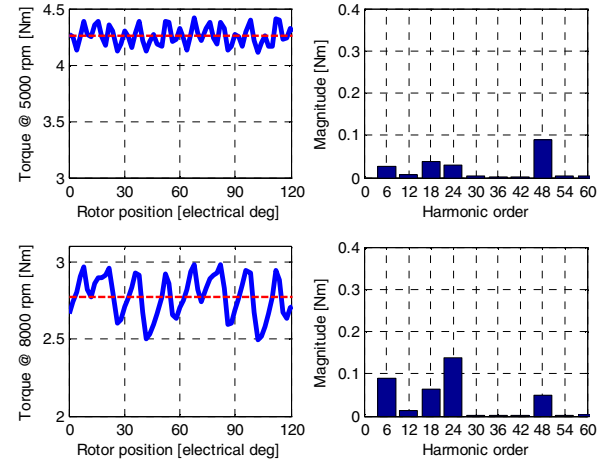 Torque @ 5000 rpm [Nm]
4.5
4
3.5
3
0 30 60 90 120
Rotor position [electrical deg]
Magnitude [Nm]
0.4
0.3
0.2
0.1
0
0 6 12 18 24 30 36 42 48 54 60
Harmonic order
Torque @ 8000 rpm [Nm]
3
2.5
2
0 30 60 90 120
Rotor position [electrical deg]
Magnitude [Nm]
0.4
0.3
0.2
0.1
0
0 6 12 18 24 30 36 42 48 54 60
Harmonic order